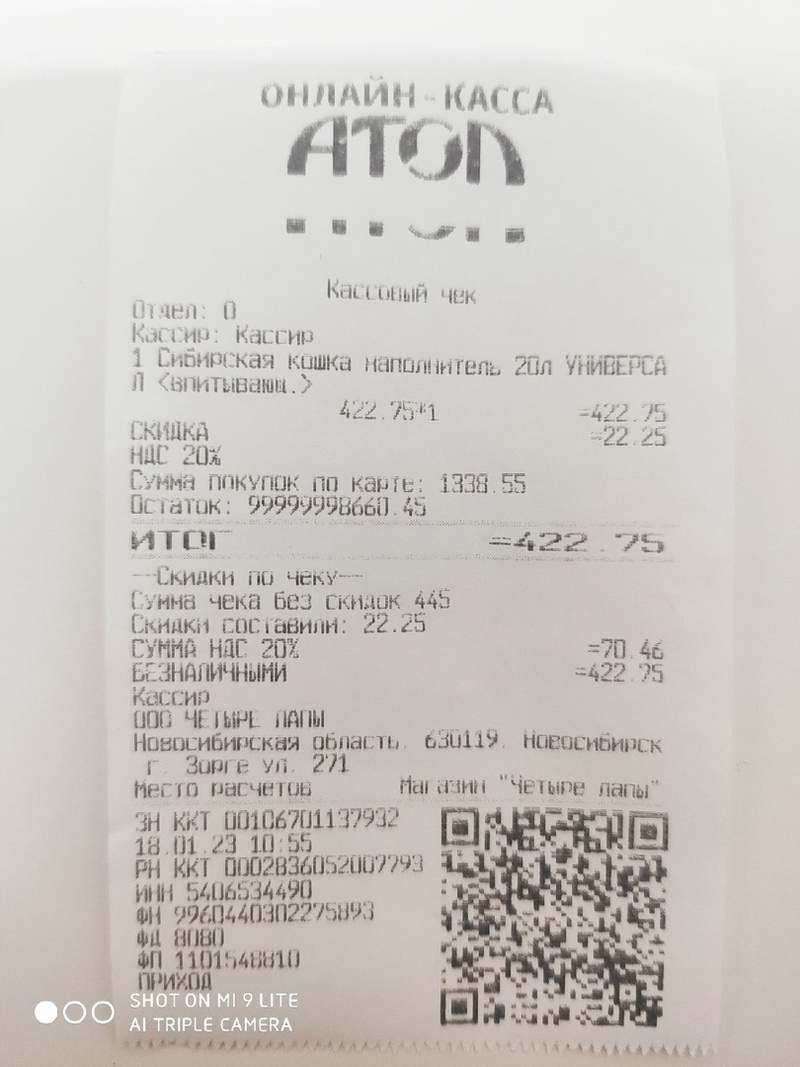 ОНЛАЙН-КАССА
АТОЛ
Кассовый чек
Отдел: 0
Кассир: Кассир
1 Сибирская кошка наполнитель 20л УНИВЕРСА
Л <впитывающ.>
422.75*1 =422.75
СКИДКА =22.25
НДС 20%
Сумма покупок по карте: 1338.55
Остаток: 99999998660.45
ИТОГ =422.75
---Скидки по чеку---
Сумма чека без скидок 445
Скидки составили: 22.25
СУММА НДС 20% =70.46
БЕЗНАЛИЧНЫМИ =422.75
Кассир
ООО ЧЕТЫРЕ ЛАПЫ
Новосибирская область, 630119, Новосибирск
г, Зорге ул, 271
Место расчетов Магазин "Четыре лапы"
ЗН ККТ 00106701137932
18.01.23 10:55
РН ККТ 0002836052007793
ИНН 5406534490
ФН 9960440302275893
ФД 8080
ФП 1101548810
ПРИХОД
SHOT ON MI 9 LITE
AI TRIPLE CAMERA